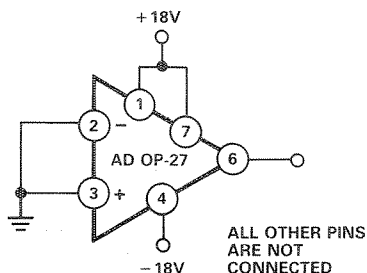 +18V
1
2 −
7
AD OP-27
6
3 +
4
−18V
ALL OTHER PINS
ARE NOT
CONNECTED